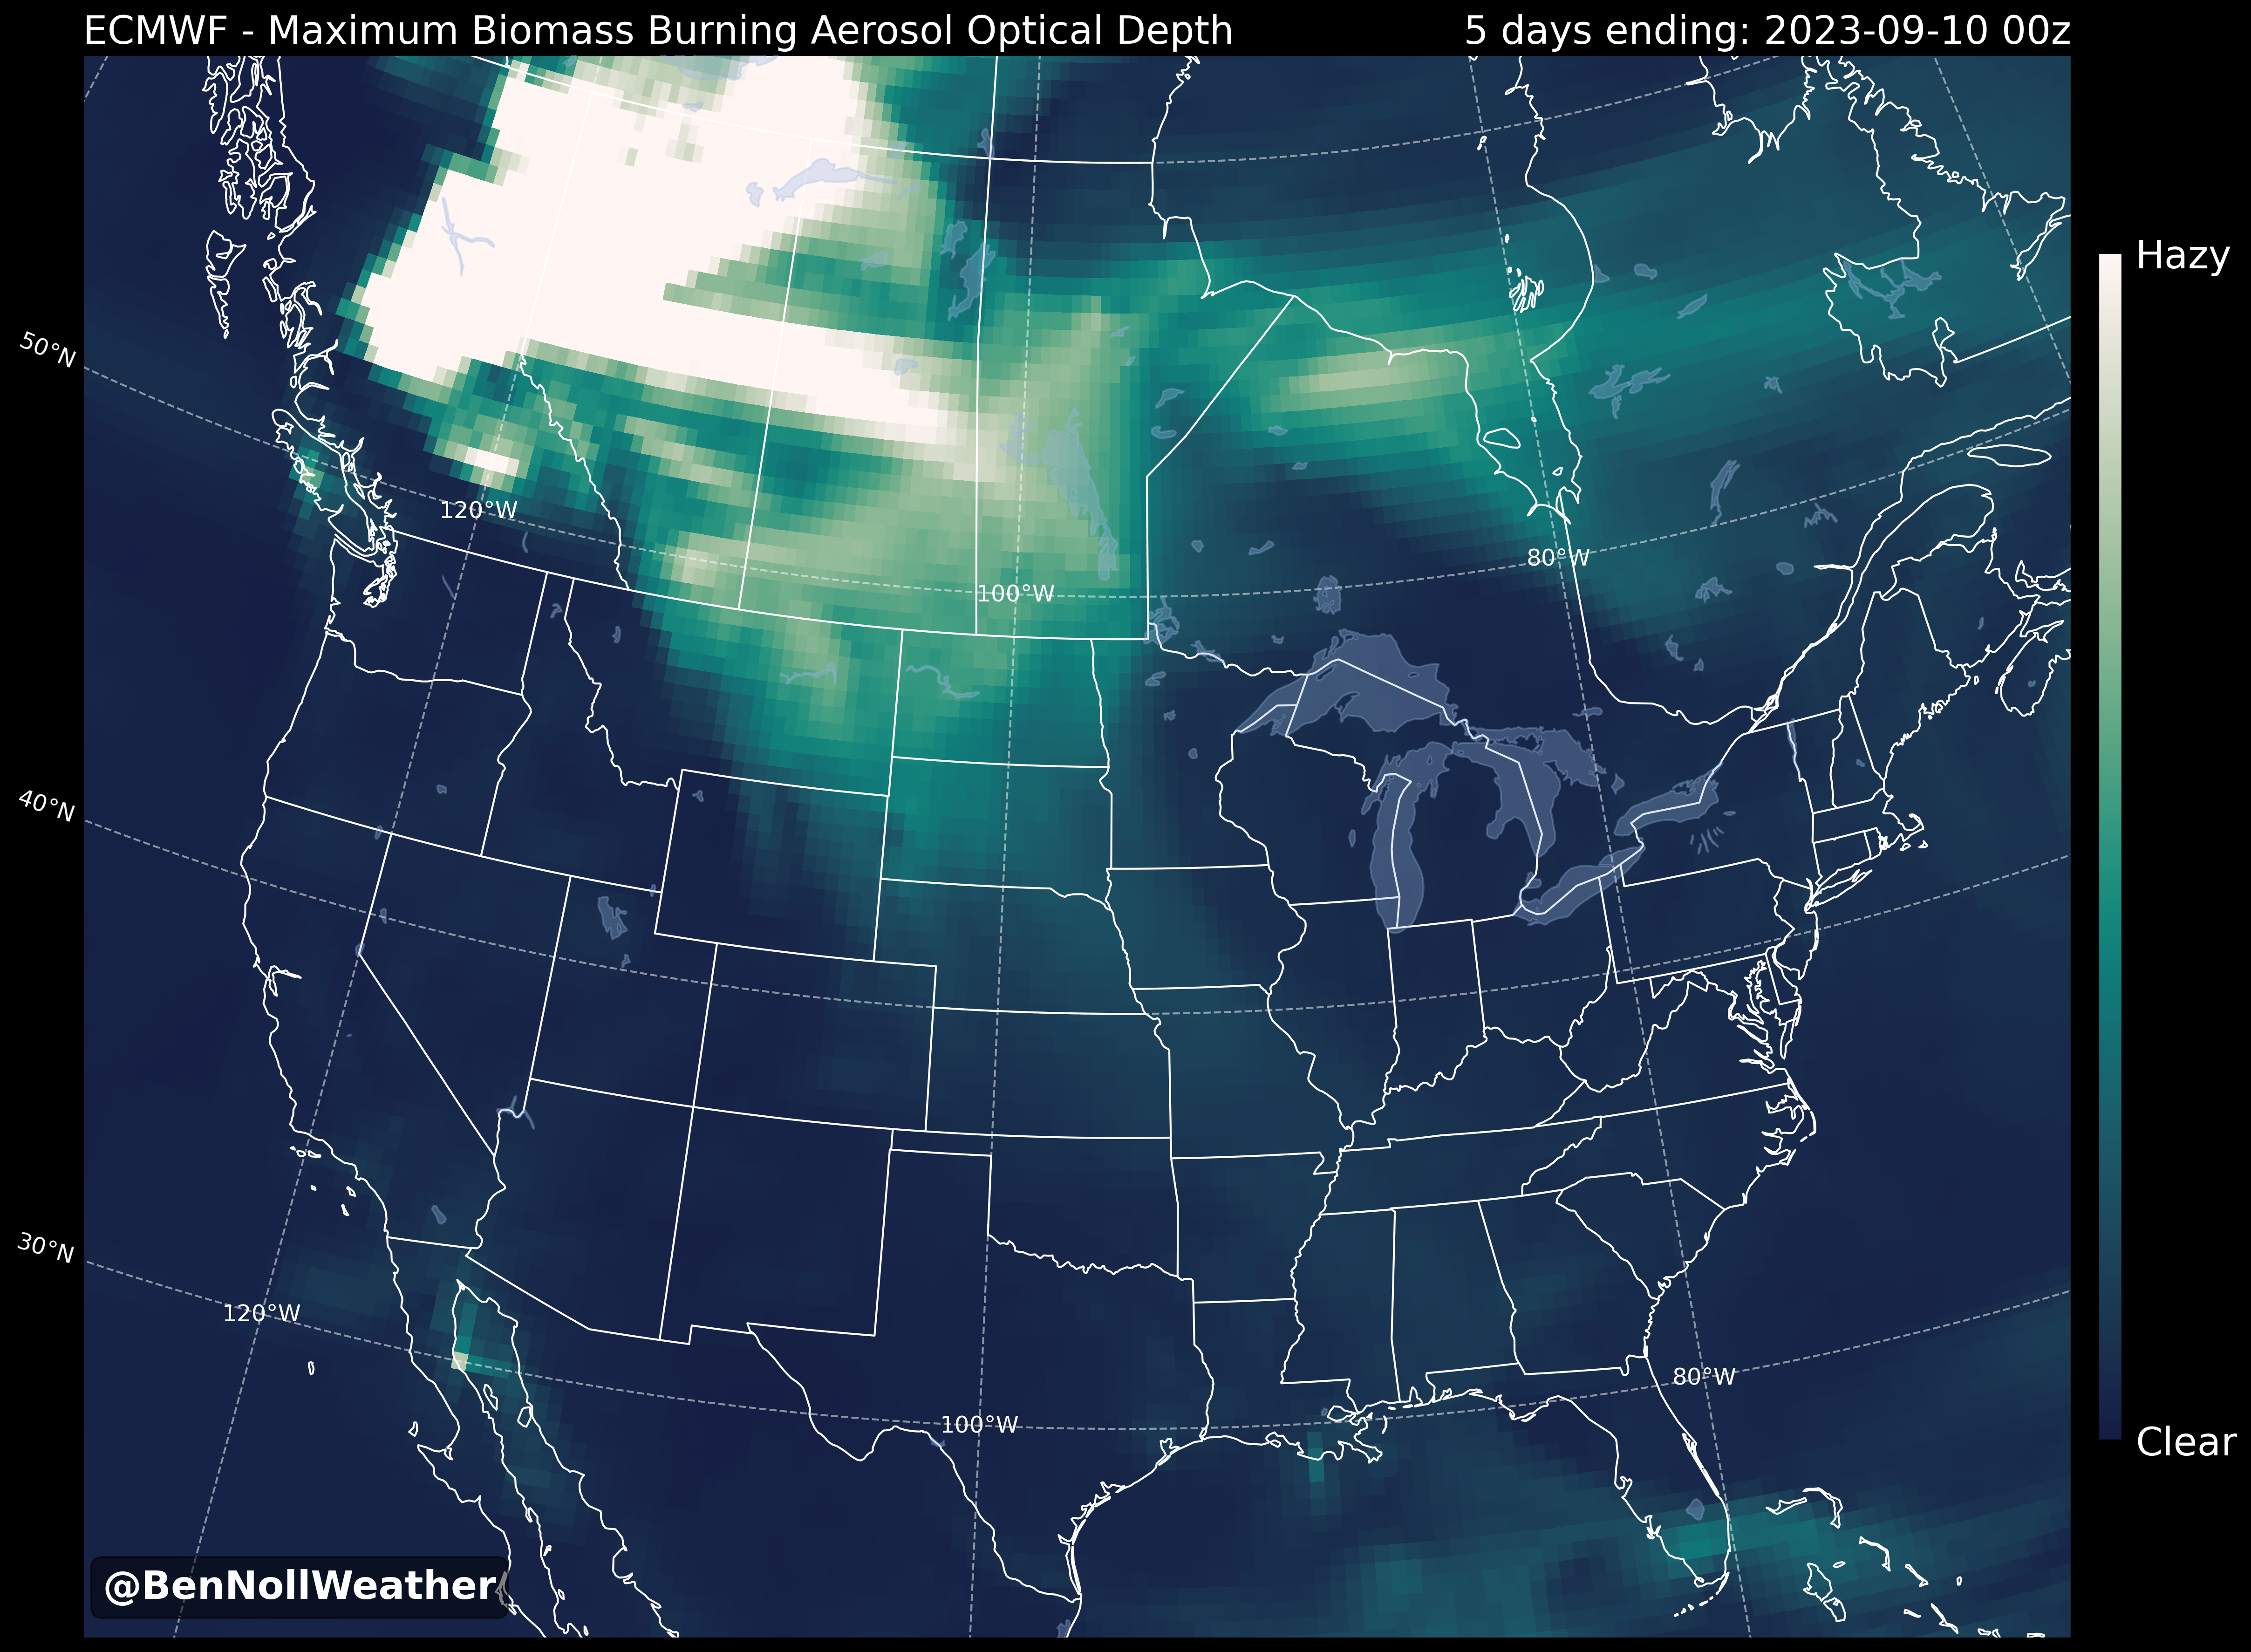 ECMWF - Maximum Biomass Burning Aerosol Optical Depth
5 days ending: 2023-09-10 00z
Hazy
50°N
120°W
80°W
100°W
40°N
30°N
120°W
80°W
100°W
Clear
@BenNollWeather